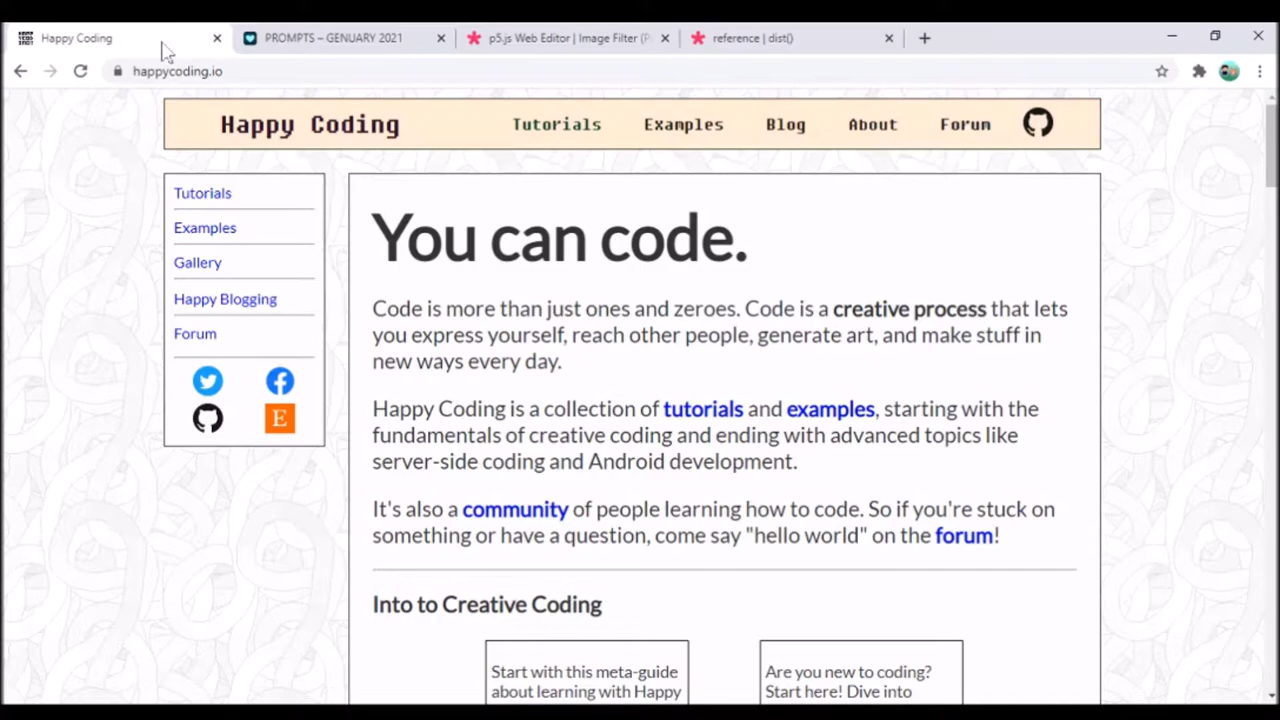 Happy Coding
PROMPTS – GENUARY 2021
p5.js Web Editor | Image Filter (P
reference | dist()
happycoding.io
Happy Coding
Tutorials
Examples
Blog
About
Forum
Tutorials
Examples
Gallery
Happy Blogging
Forum
E
You can code.
Code is more than just ones and zeroes. Code is a creative process that lets
you express yourself, reach other people, generate art, and make stuff in
new ways every day.
Happy Coding is a collection of tutorials and examples, starting with the
fundamentals of creative coding and ending with advanced topics like
server-side coding and Android development.
It's also a community of people learning how to code. So if you're stuck on
something or have a question, come say "hello world" on the forum!
Into to Creative Coding
Start with this meta-guide
about learning with Happy
Are you new to coding?
Start here! Dive into